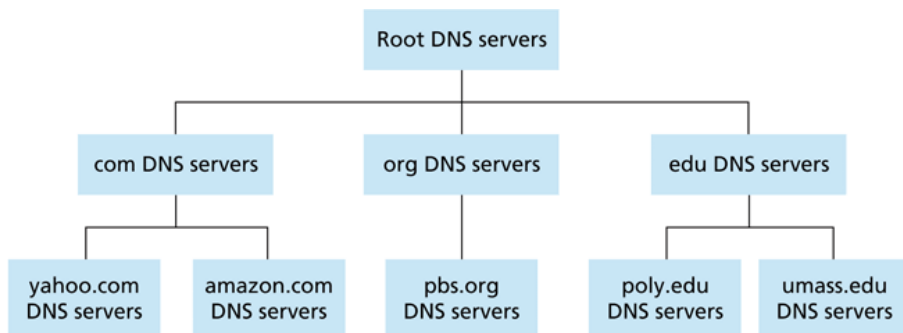 Root DNS servers
com DNS servers
org DNS servers
edu DNS servers
yahoo.com
DNS servers
amazon.com
DNS servers
pbs.org
DNS servers
poly.edu
DNS servers
umass.edu
DNS servers